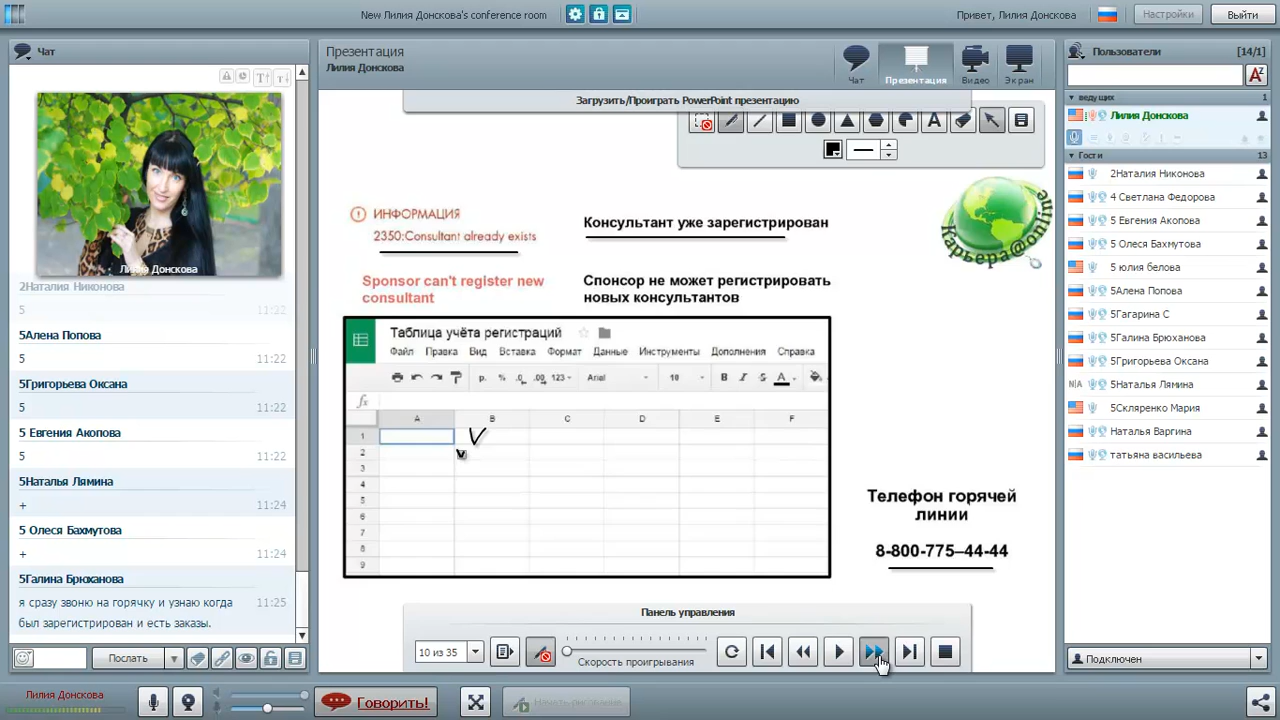 New Лилия Донскова's conference room
Привет, Лилия Донскова
Настройки
Выйти
Чат
Лилия Донскова
2Наталия Никонова
5
11:22
5Алена Попова
5
11:22
5Григорьева Оксана
5
11:22
5 Евгения Акопова
5
11:22
5Наталья Лямина
+
11:24
5 Олеся Бахмутова
+
11:24
5Галина Брюханова
я сразу звоню на горячку и узнаю когда
11:25
был зарегистрирован и есть заказы.
Послать
Презентация
Лилия Донскова
Чат
Презентация
Видео
Экран
Загрузить/Проиграть PowerPoint презентацию
ИНФОРМАЦИЯ
2350:Consultant already exists
Консультант уже зарегистрирован
Карьера@online
Sponsor can't register new
consultant
Спонсор не может регистрировать
новых консультантов
Таблица учёта регистраций
Файл Правка Вид Вставка Формат Данные Инструменты Дополнения Справка
р. % .0 .00 123 Arial 10 B I S A
fx
A B C D E F
1
2
3
4
5
6
7
8
9
Телефон горячей
линии
8-800-775–44-44
Панель управления
10 из 35
Скорость проигрывания
Пользователи
[14/1]
ведущих
1
Лилия Донскова
Гости
13
2Наталия Никонова
4 Светлана Федорова
5 Евгения Акопова
5 Олеся Бахмутова
5 юлия белова
5Алена Попова
5Гагарина С
5Галина Брюханова
5Григорьева Оксана
N/A 5Наталья Лямина
5Скляренко Мария
Наталья Варгина
татьяна васильева
Подключен
Лилия Донскова
Говорить!